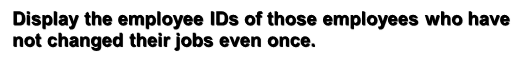 Display the employee IDs of those employees who have
not changed their jobs even once.